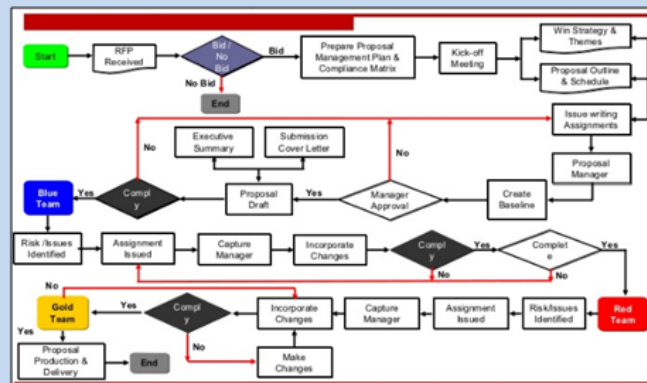 Start
RFP
Received
Bid /
No
Bid
Bid
No Bid
End
Prepare Proposal
Management Plan &
Compliance Matrix
Kick-off
Meeting
Win Strategy &
Themes
Proposal Outline
& Schedule
Issue writing
Assignments
Proposal
Manager
Create
Baseline
Manager
Approval
No
Yes
Executive
Summary
Submission
Cover Letter
Proposal
Draft
Compl
y
No
Yes
Blue
Team
Risk /Issues
Identified
Assignment
Issued
Capture
Manager
Incorporate
Changes
Compl
y
Yes
No
Complet
e
Yes
No
Red Team
Risk/Issues
Identified
Assignment
Issued
Capture
Manager
Incorporate
Changes
Compl
y
Yes
No
Make
Changes
Gold
Team
No
Yes
Proposal
Production &
Delivery
End